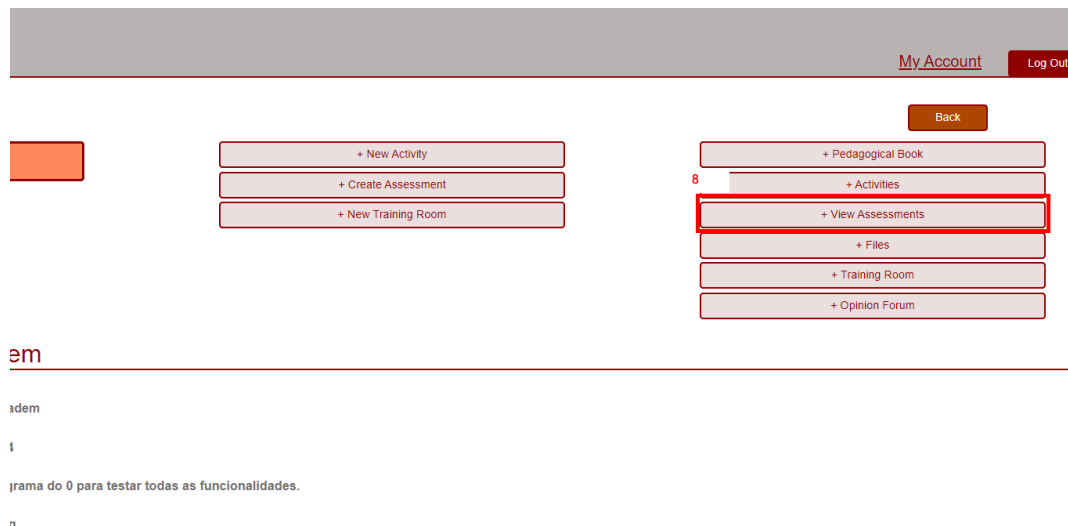 My Account
Log Out
Back
+ New Activity
+ Create Assessment
+ New Training Room
+ Pedagogical Book
8
+ Activities
+ View Assessments
+ Files
+ Training Room
+ Opinion Forum
em
adem
4
grama do 0 para testar todas as funcionalidades.